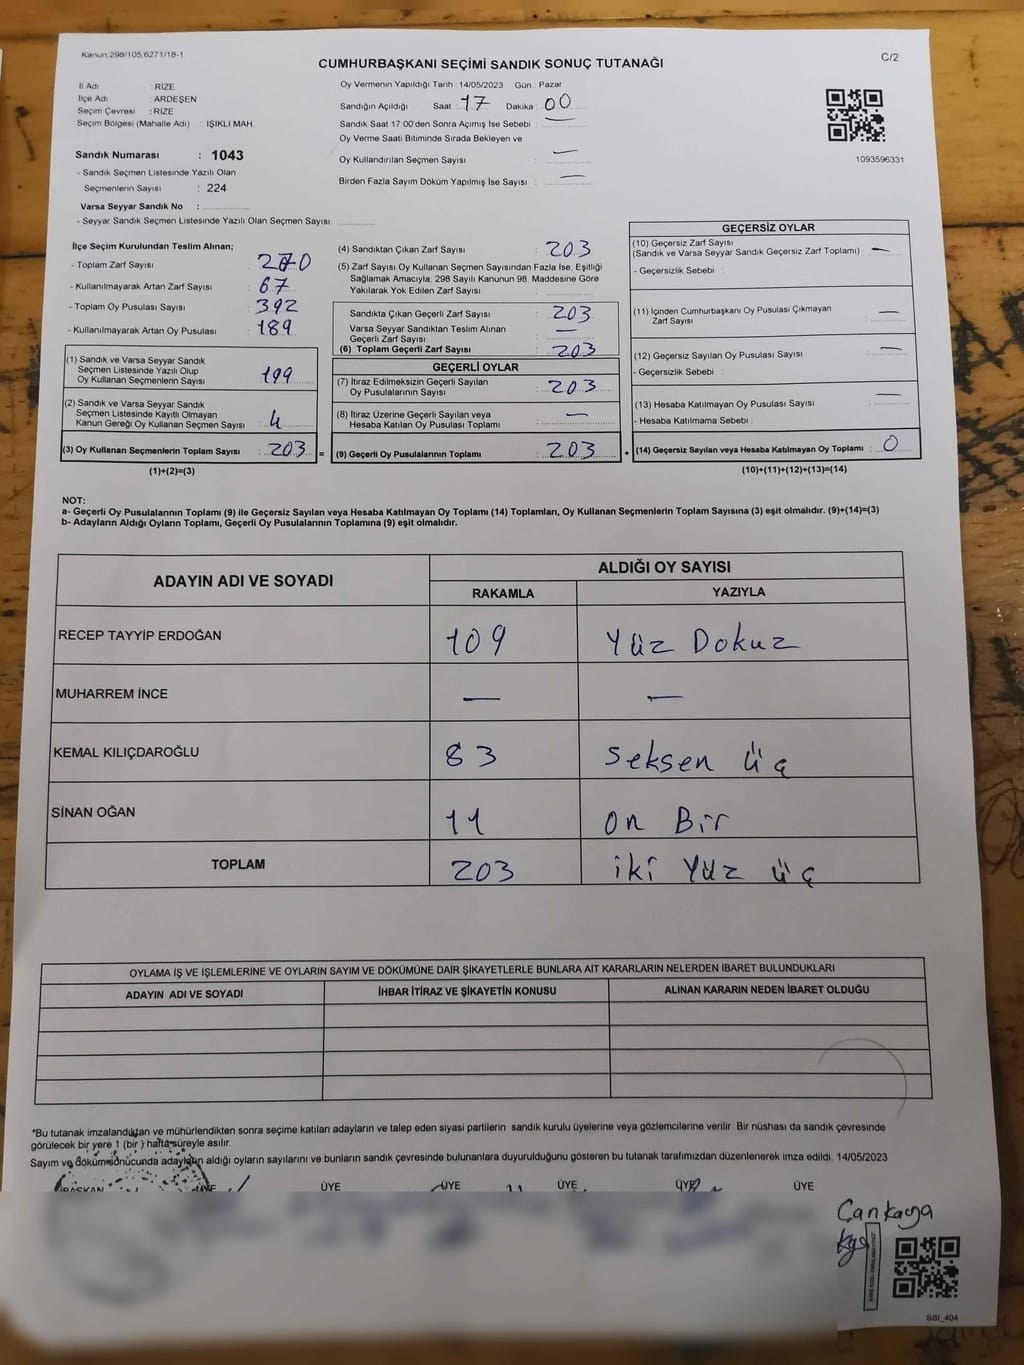 Kanun:298/105,6271/18-1
C/2
CUMHURBAŞKANI SEÇİMİ SANDIK SONUÇ TUTANAĞI
İl Adı : RİZE
İlçe Adı : ARDEŞEN
Seçim Çevresi : RİZE
Seçim Bölgesi (Mahalle Adı) : IŞIKLI MAH
Sandık Numarası : 1043
- Sandık Seçmen Listesinde Yazılı Olan
Seçmenlerin Sayısı : 224
Varsa Seyyar Sandık No :
- Seyyar Sandık Seçmen Listesinde Yazılı Olan Seçmen Sayısı:
Oy Vermenin Yapıldığı Tarih : 14/05/2023 Gün : Pazar
Sandığın Açıldığı Saat : 17 Dakika : 00
Sandık Saat 17:00'den Sonra Açımış İse Sebebi : —
Oy Verme Saati Bitiminde Sırada Bekleyen ve
Oy Kullandırılan Seçmen Sayısı : —
Birden Fazla Sayım Döküm Yapılmış İse Sayısı : —
1093596331
İlçe Seçim Kurulundan Teslim Alınan;
- Toplam Zarf Sayısı : 270
- Kullanılmayarak Artan Zarf Sayısı : 67
- Toplam Oy Pusulası Sayısı : 392
- Kullanılmayarak Artan Oy Pusulası : 189
(1) Sandık ve Varsa Seyyar Sandık
Seçmen Listesinde Yazılı Olup
Oy Kullanan Seçmenlerin Sayısı : 199
(2) Sandık ve Varsa Seyyar Sandık
Seçmen Listesinde Kayıtlı Olmayan
Kanun Gereği Oy Kullanan Seçmen Sayısı : 4
(3) Oy Kullanan Seçmenlerin Toplam Sayısı : 203 =
(1)+(2)=(3)
(4) Sandıktan Çıkan Zarf Sayısı : 203
(5) Zarf Sayısı Oy Kullanan Seçmen Sayısından Fazla İse, Eşitliği
Sağlamak Amacıyla; 298 Sayılı Kanunun 98. Maddesine Göre
Yakılarak Yok Edilen Zarf Sayısı :
Sandıkta Çıkan Geçerli Zarf Sayısı : 203
Varsa Seyyar Sandıktan Teslim Alınan
Geçerli Zarf Sayısı : —
(6) Toplam Geçerli Zarf Sayısı : 203
GEÇERLİ OYLAR
(7) İtiraz Edilmeksizin Geçerli Sayılan
Oy Pusulalarının Sayısı : 203
(8) İtiraz Üzerine Geçerli Sayılan veya
Hesaba Katılan Oy Pusulası Toplamı : —
(9) Geçerli Oy Pusulalarının Toplamı : 203 +
GEÇERSİZ OYLAR
(10) Geçersiz Zarf Sayısı
(Sandık ve Varsa Seyyar Sandık Geçersiz Zarf Toplamı) : —
- Geçersizlik Sebebi :
(11) İçinden Cumhurbaşkanı Oy Pusulası Çıkmayan
Zarf Sayısı : —
(12) Geçersiz Sayılan Oy Pusulası Sayısı : —
- Geçersizlik Sebebi :
(13) Hesaba Katılmayan Oy Pusulası Sayısı : —
- Hesaba Katılmama Sebebi :
(14) Geçersiz Sayılan veya Hesaba Katılmayan Oy Toplamı : 0
(10)+(11)+(12)+(13)=(14)
NOT:
a- Geçerli Oy Pusulalarının Toplamı (9) ile Geçersiz Sayılan veya Hesaba Katılmayan Oy Toplamı (14) Toplamları, Oy Kullanan Seçmenlerin Toplam Sayısına (3) eşit olmalıdır. (9)+(14)=(3)
b- Adayların Aldığı Oyların Toplamı, Geçerli Oy Pusulalarının Toplamına (9) eşit olmalıdır.
ADAYIN ADI VE SOYADI
ALDIĞI OY SAYISI
RAKAMLA YAZIYLA
RECEP TAYYİP ERDOĞAN 109 Yüz Dokuz
MUHARREM İNCE — —
KEMAL KILIÇDAROĞLU 83 Seksen üç
SİNAN OĞAN 11 On Bir
TOPLAM 203 iki Yüz üç
OYLAMA İŞ VE İŞLEMLERİNE VE OYLARIN SAYIM VE DÖKÜMÜNE DAİR ŞİKAYETLERLE BUNLARA AİT KARARLARIN NELERDEN İBARET BULUNDUKLARI
ADAYIN ADI VE SOYADI İHBAR İTİRAZ VE ŞİKAYETİN KONUSU ALINAN KARARIN NEDEN İBARET OLDUĞU
*Bu tutanak imzalandıktan ve mühürlendikten sonra seçime katılan adayların ve talep eden siyasi partilerin sandık kurulu üyelerine veya gözlemcilerine verilir Bir nüshası da sandık çevresinde
görülecek bir yere 1 (bir ) hafta süreyle asılır.
Sayım ve döküm sonucunda adayların aldığı oyların sayılarını ve bunların sandık çevresinde bulunanlara duyurulduğunu gösteren bu tutanak tarafımızdan düzenlenerek imza edildi. 14/05/2023
BAŞKAN ÜYE ÜYE ÜYE ÜYE ÜYE ÜYE
Çankaya
SSI_404